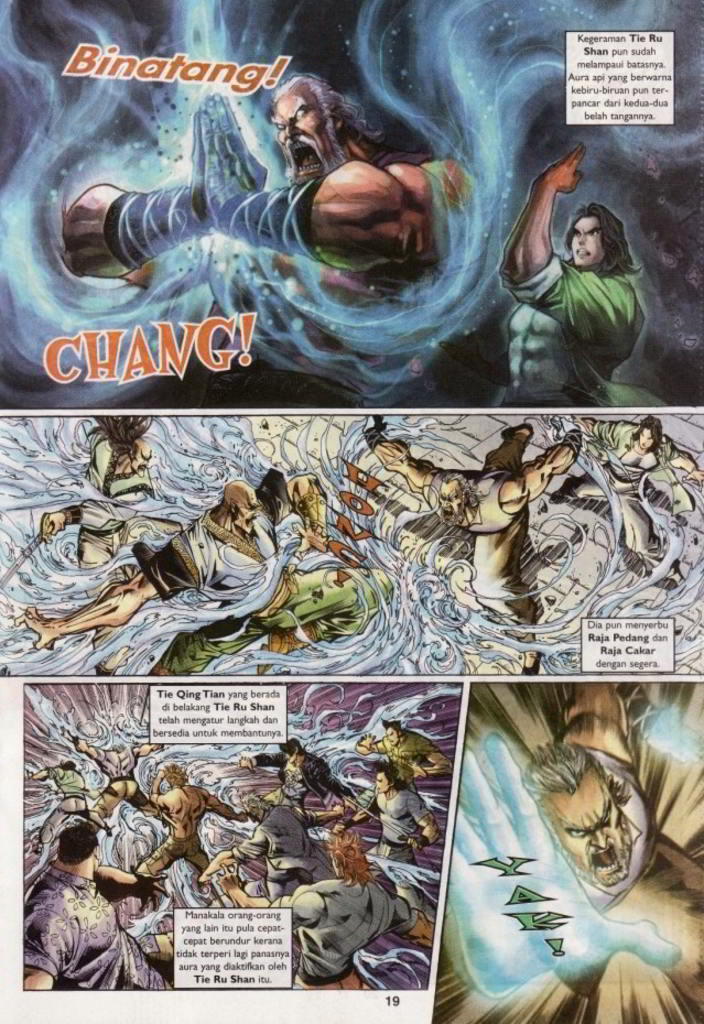 Binatang!
Kegeraman Tie Ru
Shan pun sudah
melampaui batasnya.
Aura api yang berwarna
kebiru-biruan pun ter-
pancar dari kedua-dua
belah tangannya.
CHANG!
Dia pun menyerbu
Raja Pedang dan
Raja Cakar
dengan segera.
Tie Qing Tian yang berada
di belakang Tie Ru Shan
telah mengatur langkah dan
bersedia untuk membantunya.
YAK!
Manakala orang-orang
yang lain itu pula cepat-
cepat berundur kerana
tidak terperi lagi panasnya
aura yang diaktifkan oleh
Tie Ru Shan itu.
19